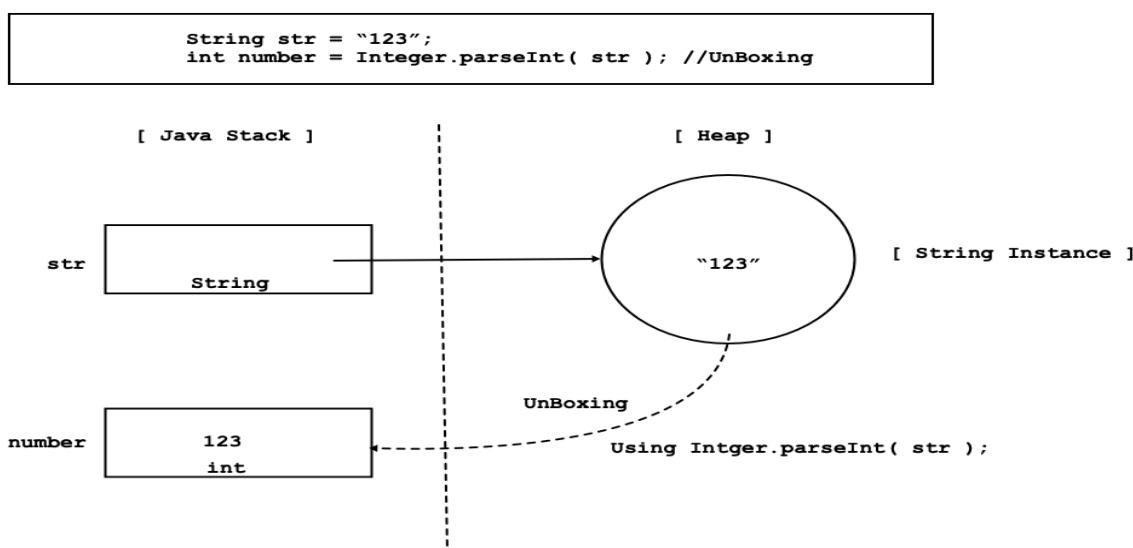 String str = “123”;
int number = Integer.parseInt( str ); //UnBoxing
[ Java Stack ]
[ Heap ]
str
String
“123”
[ String Instance ]
UnBoxing
number
123
int
Using Intger.parseInt( str );